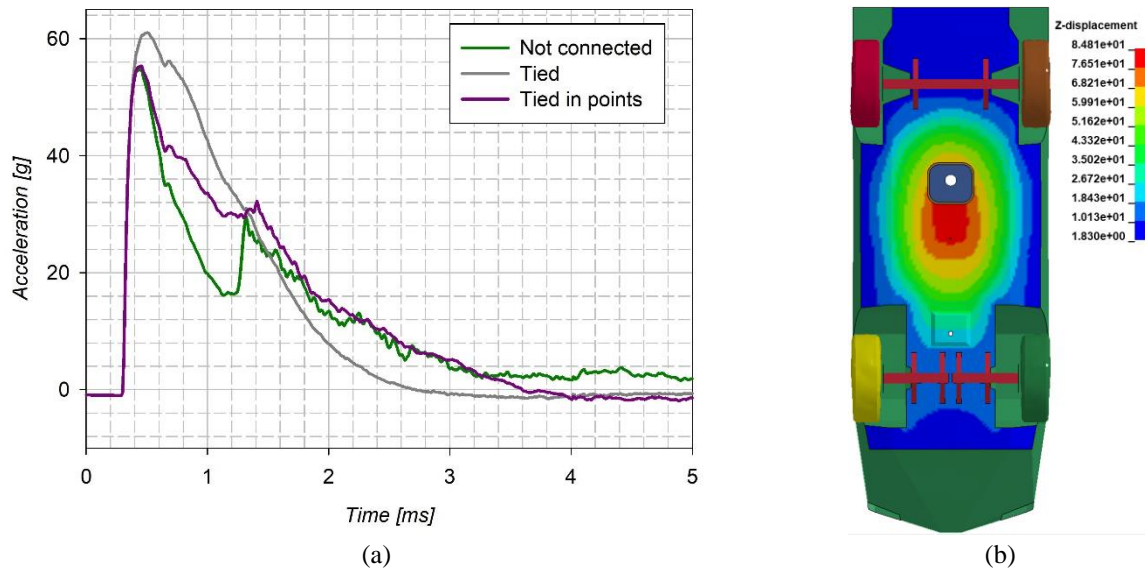 60
40
20
0
Acceleration [g]
Not connected
Tied
Tied in points
0
1
2
3
4
5
Time [ms]
(a)
Z-displacement
8.481e+01
7.651e+01
6.821e+01
5.991e+01
5.162e+01
4.332e+01
3.502e+01
2.672e+01
1.843e+01
1.013e+01
1.830e+00
(b)